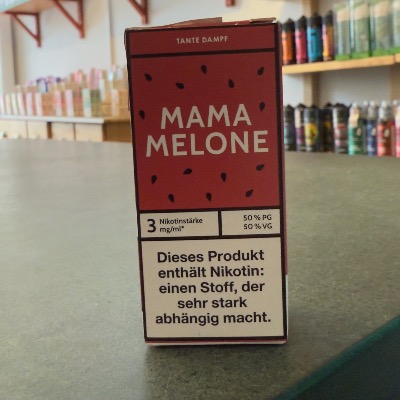 TANTE DAMPF
MAMA
MELONE
3 Nikotinstärke
mg/ml*
50 % PG
50 % VG
Dieses Produkt
enthält Nikotin:
einen Stoff, der
sehr stark
abhängig macht.